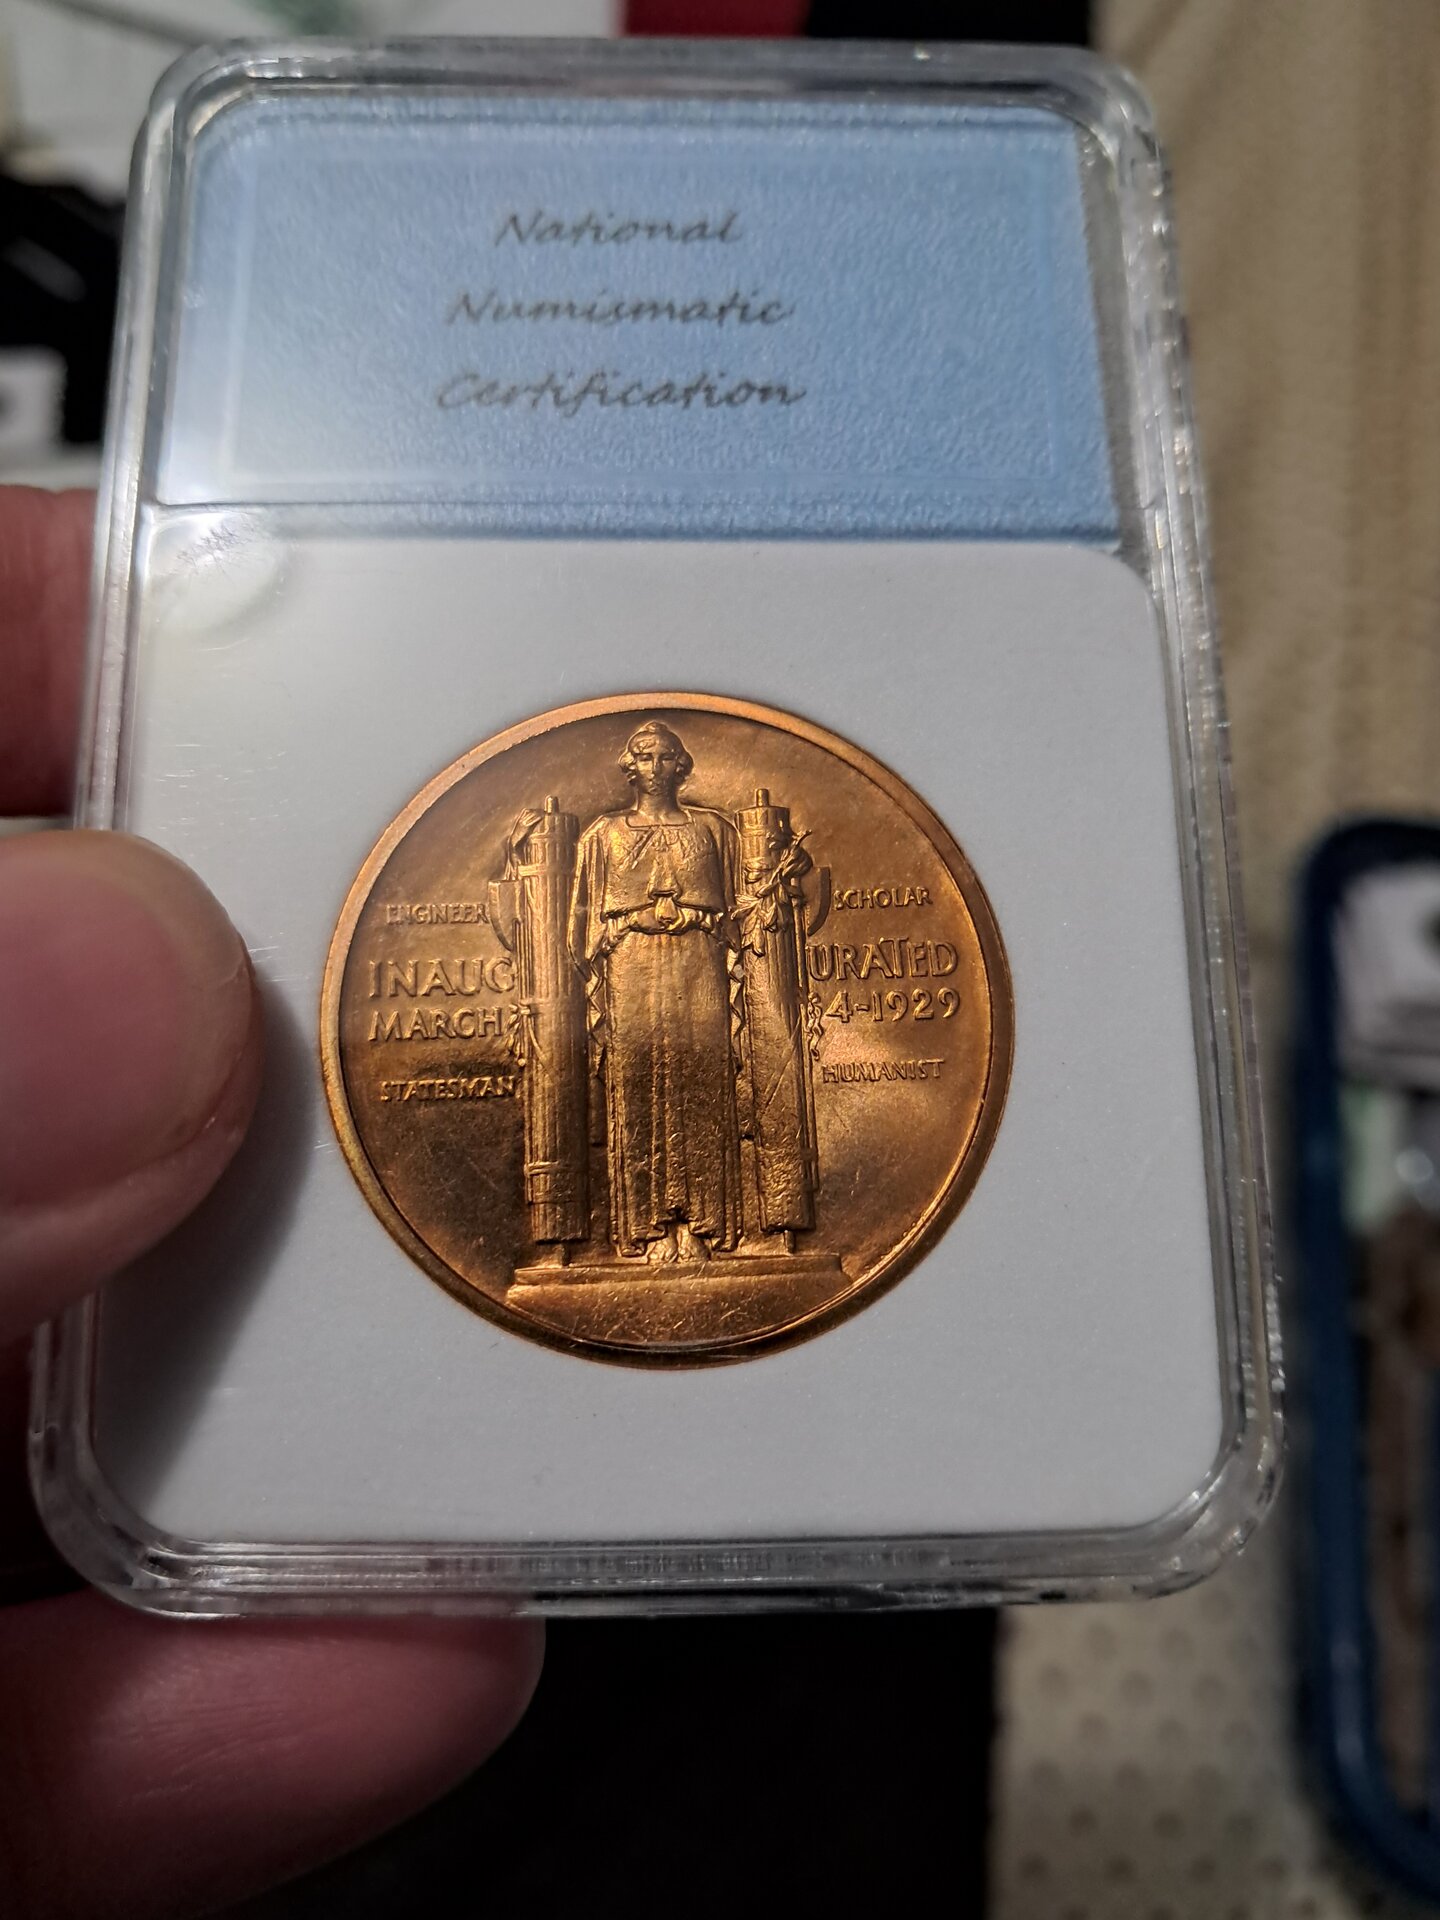 National
Numismatic
Certification
ENGINEER SCHOLAR
INAUG URATED
MARCH 4-1929
STATESMAN HUMANIST